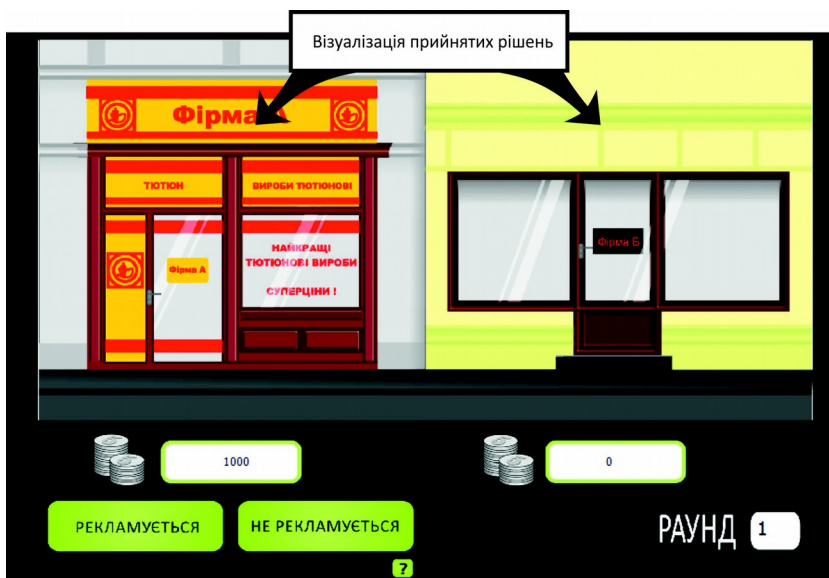 Візуалізація прийнятих рішень
Фірма А
ТЮТЮН
ВИРОБИ ТЮТЮНОВІ
НАЙКРАЩІ
ТЮТЮНОВІ ВИРОБИ
СУПЕРЦІНИ !
Фірма А
Фірма Б
1000
0
РЕКЛАМУЄТЬСЯ
НЕ РЕКЛАМУЄТЬСЯ
РАУНД 1
?